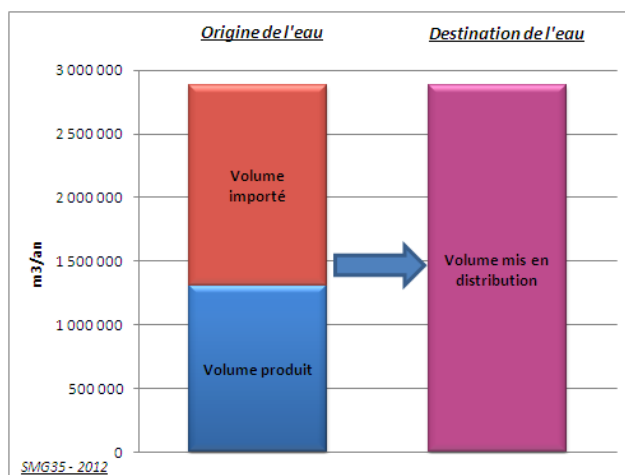 Origine de l'eau
Destination de l'eau
3 000 000
2 500 000
2 000 000
1 500 000
1 000 000
500 000
0
m3/an
Volume
importé
Volume produit
Volume mis en
distribution
SMG35 - 2012